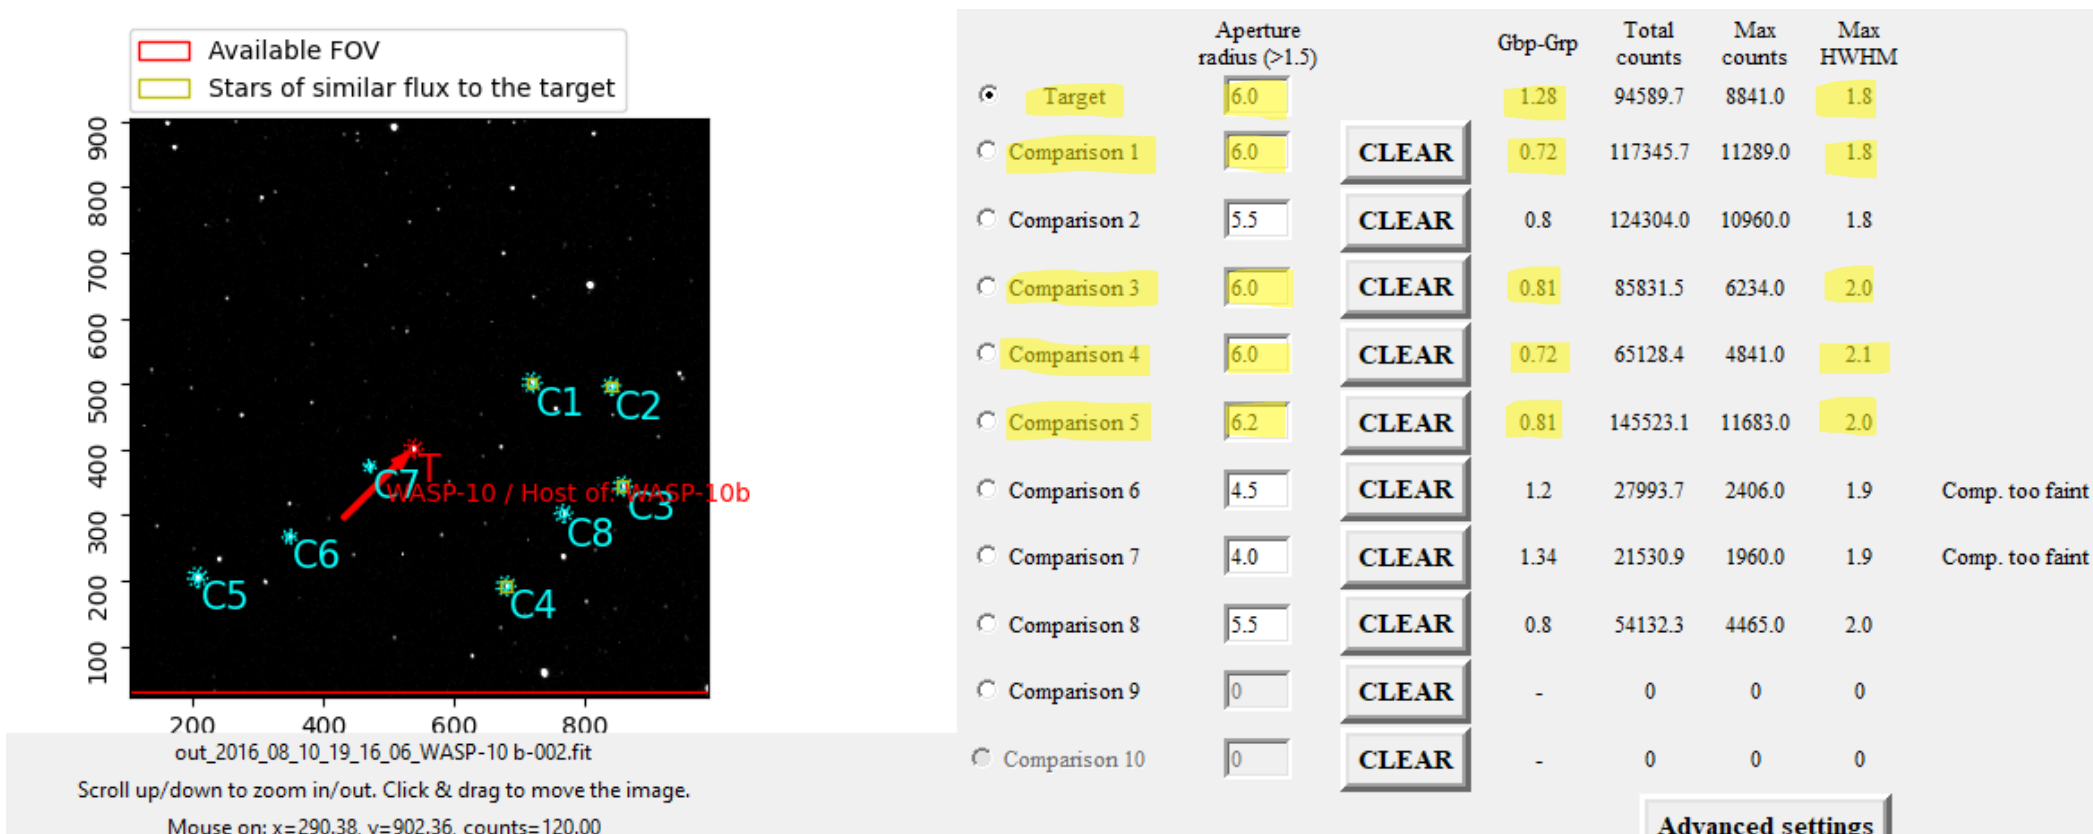 Available FOV
Stars of similar flux to the target
900
800
700
600
500
400
300
200
100
C1
C2
T
C7
WASP-10 / Host of: WASP-10b
C3
C8
C6
C5
C4
200 400 600 800
out_2016_08_10_19_16_06_WASP-10 b-002.fit
Scroll up/down to zoom in/out. Click & drag to move the image.
Mouse on: x=290.38, y=902.36, counts=120.00
Aperture radius (>1.5) Gbp-Grp Total counts Max counts Max HWHM
Target 6.0 1.28 94589.7 8841.0 1.8
Comparison 1 6.0 CLEAR 0.72 117345.7 11289.0 1.8
Comparison 2 5.5 CLEAR 0.8 124304.0 10960.0 1.8
Comparison 3 6.0 CLEAR 0.81 85831.5 6234.0 2.0
Comparison 4 6.0 CLEAR 0.72 65128.4 4841.0 2.1
Comparison 5 6.2 CLEAR 0.81 145523.1 11683.0 2.0
Comparison 6 4.5 CLEAR 1.2 27993.7 2406.0 1.9 Comp. too faint
Comparison 7 4.0 CLEAR 1.34 21530.9 1960.0 1.9 Comp. too faint
Comparison 8 5.5 CLEAR 0.8 54132.3 4465.0 2.0
Comparison 9 0 CLEAR - 0 0 0
Comparison 10 0 CLEAR - 0 0 0
Advanced settings